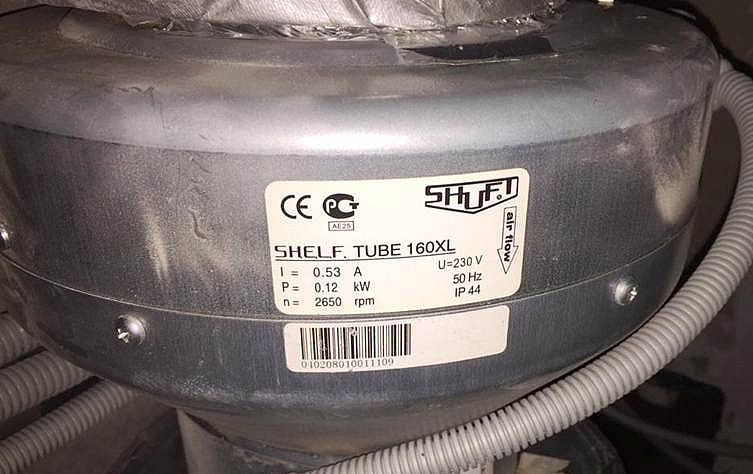 CE PCT
AE25
SHUFT
air flow
SHELF. TUBE 160XL
I = 0.53 A
U=230 V
P = 0.12 kW
50 Hz
n = 2650 rpm
IP 44
040208010011109